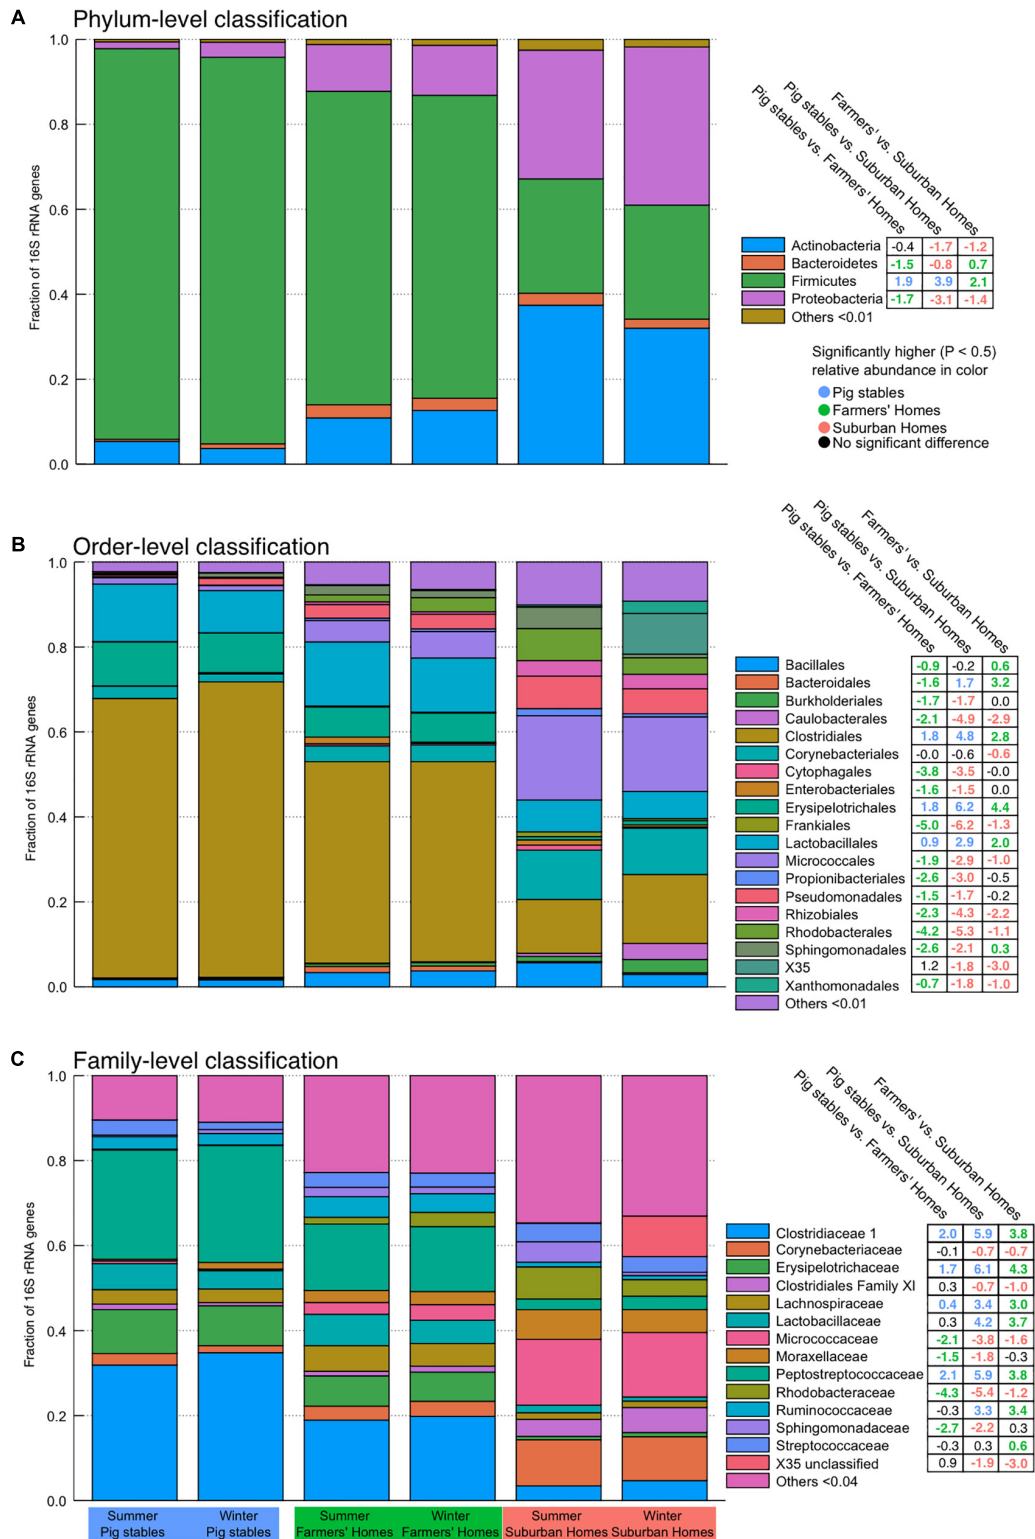 A
Phylum-level classification
Fraction of 16S rRNA genes
1.0
0.8
0.6
0.4
0.2
0.0
Pig stables vs. Farmers' Homes
Pig stables vs. Suburban Homes
Farmers' vs. Suburban Homes
Actinobacteria -0.4 -1.7 -1.2
Bacteroidetes -1.5 -0.8 0.7
Firmicutes 1.9 3.9 2.1
Proteobacteria -1.7 -3.1 -1.4
Others <0.01
Significantly higher (P < 0.5)
relative abundance in color
Pig stables
Farmers' Homes
Suburban Homes
No significant difference
B
Order-level classification
Fraction of 16S rRNA genes
1.0
0.8
0.6
0.4
0.2
0.0
Pig stables vs. Farmers' Homes
Pig stables vs. Suburban Homes
Farmers' vs. Suburban Homes
Bacillales -0.9 -0.2 0.6
Bacteroidales -1.6 1.7 3.2
Burkholderiales -1.7 -1.7 0.0
Caulobacterales -2.1 -4.9 -2.9
Clostridiales 1.8 4.8 2.8
Corynebacteriales -0.0 -0.6 -0.6
Cytophagales -3.8 -3.5 -0.0
Enterobacteriales -1.6 -1.5 0.0
Erysipelotrichales 1.8 6.2 4.4
Frankiales -5.0 -6.2 -1.3
Lactobacillales 0.9 2.9 2.0
Micrococcales -1.9 -2.9 -1.0
Propionibacteriales -2.6 -3.0 -0.5
Pseudomonadales -1.5 -1.7 -0.2
Rhizobiales -2.3 -4.3 -2.2
Rhodobacterales -4.2 -5.3 -1.1
Sphingomonadales -2.6 -2.1 0.3
X35 1.2 -1.8 -3.0
Xanthomonadales -0.7 -1.8 -1.0
Others <0.01
C
Family-level classification
Fraction of 16S rRNA genes
1.0
0.8
0.6
0.4
0.2
0.0
Pig stables vs. Farmers' Homes
Pig stables vs. Suburban Homes
Farmers' vs. Suburban Homes
Clostridiaceae 1 2.0 5.9 3.8
Corynebacteriaceae -0.1 -0.7 -0.7
Erysipelotrichaceae 1.7 6.1 4.3
Clostridiales Family XI 0.3 -0.7 -1.0
Lachnospiraceae 0.4 3.4 3.0
Lactobacillaceae 0.3 4.2 3.7
Micrococcaceae -2.1 -3.8 -1.6
Moraxellaceae -1.5 -1.8 -0.3
Peptostreptococcaceae 2.1 5.9 3.8
Rhodobacteraceae -4.3 -5.4 -1.2
Ruminococcaceae -0.3 3.3 3.4
Sphingomonadaceae -2.7 -2.2 0.3
Streptococcaceae -0.3 0.3 0.6
X35 unclassified 0.9 -1.9 -3.0
Others <0.04
Summer Winter Summer Winter Summer Winter
Pig stables Pig stables Farmers' Homes Farmers' Homes Suburban Homes Suburban Homes